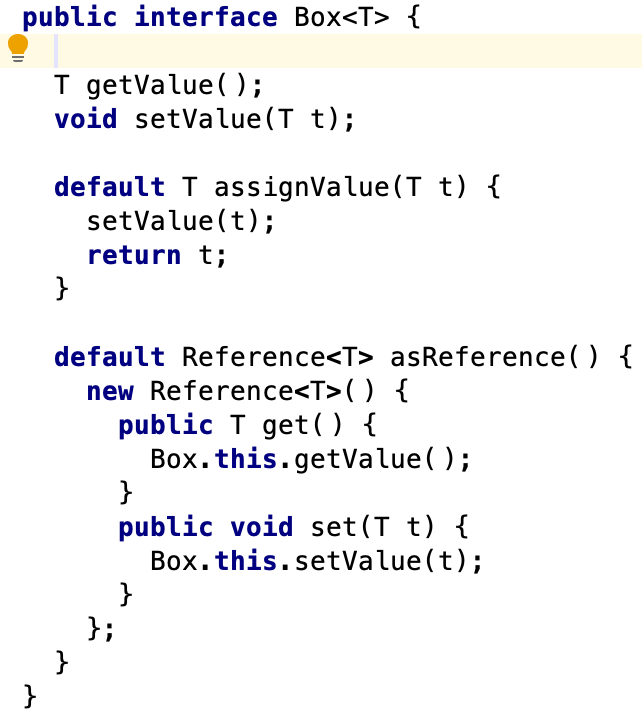 public interface Box<T> {
T getValue();
void setValue(T t);
default T assignValue(T t) {
setValue(t);
return t;
}
default Reference<T> asReference() {
new Reference<T>() {
public T get() {
Box.this.getValue();
}
public void set(T t) {
Box.this.setValue(t);
}
};
}
}